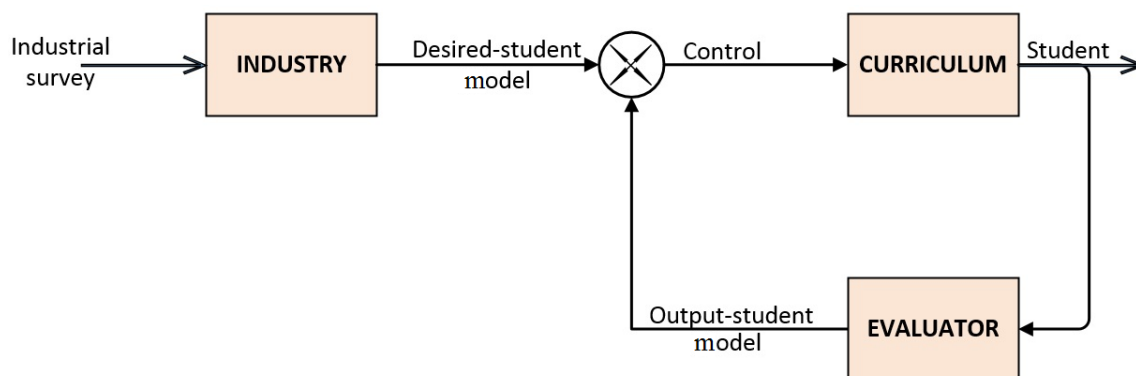 Industrial
survey
INDUSTRY
Desired-student
model
Control
CURRICULUM
Student
Output-student
model
EVALUATOR